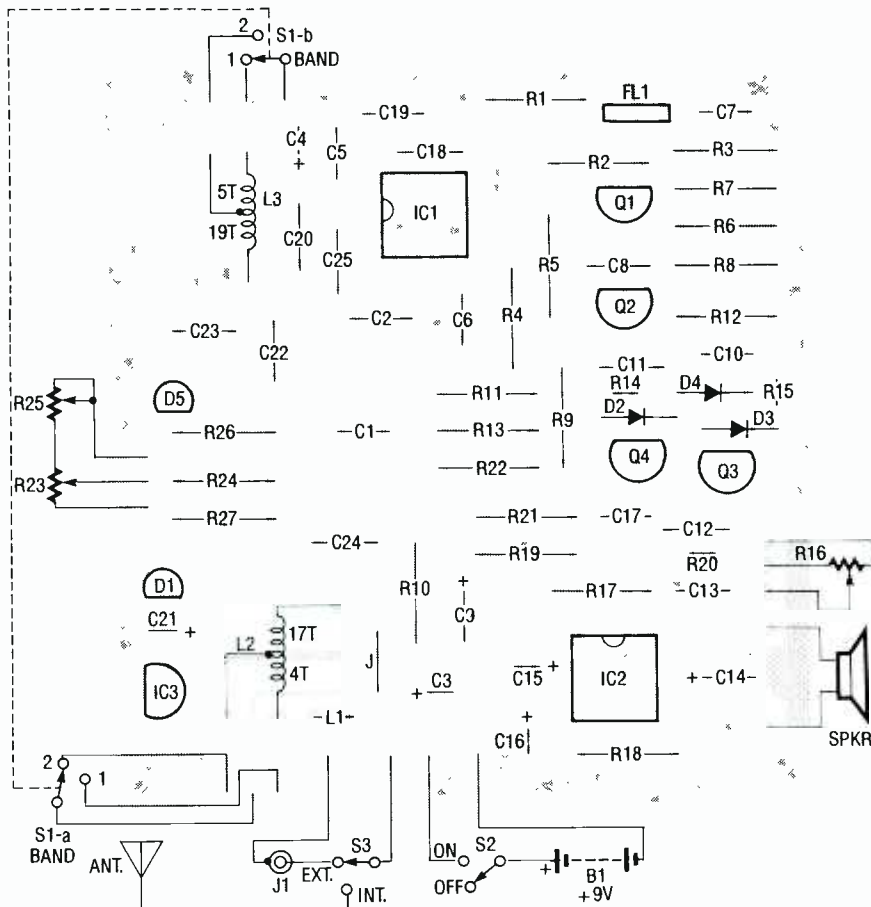 2 S1-b
1 BAND
R1 FL1 C7
C19
C4 C5 C18 R3
+ R2
5T L3 R7
19T IC1 Q1 R6
C20 C25 R5 C8 R8
C2 C6 R4 Q2 R12
C23 C22
C11 C10
R25 D5 R11 R9 R14 D4 R15
R26 C1 R13 D2 D3
R23 R24 R22 Q4 Q3
R27 R21 C17
C24 R19 C12
R10 + R20 R16
D1 C9 R17 C13
C21 + L2 17T
4T J
IC3 + C3 C15 + IC2 + C14
L1 + SPKR
C16 R18
2 1
S1-a
BAND
ANT. S3 ON S2
J1 EXT. + B1
INT. OFF +9V